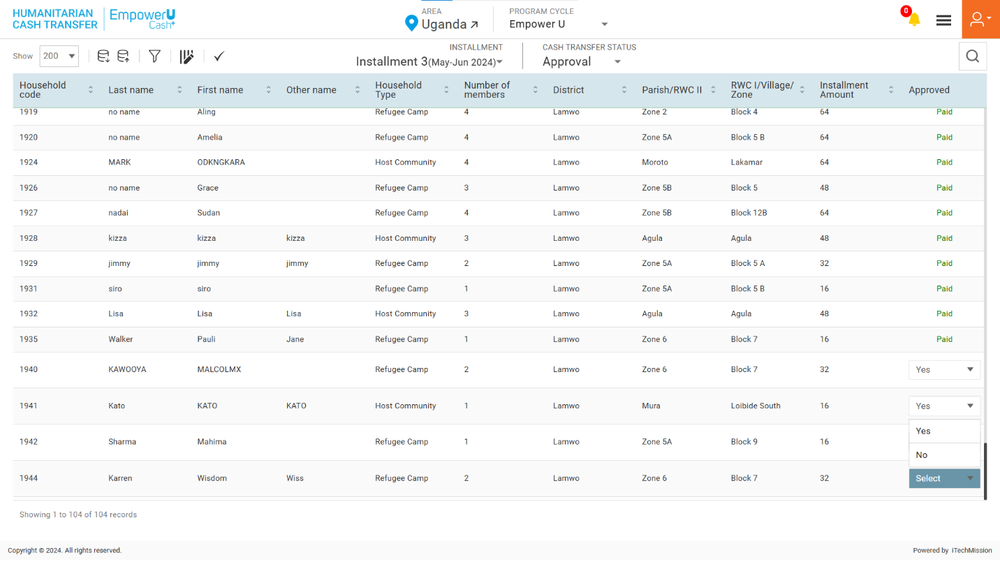 HUMANITARIAN
CASH TRANSFER
EmpowerU
Cash
AREA
Uganda
PROGRAM CYCLE
Empower U
0
Show 200
INSTALLMENT
Installment 3(May-Jun 2024)
CASH TRANSFER STATUS
Approval
Household code Last name First name Other name Household Type Number of members District Parish/RWC II RWC I/Village/ Zone Installment Amount Approved
1919 no name Aling Refugee Camp 4 Lamwo Zone 2 Block 4 64 Paid
1920 no name Amelia Refugee Camp 4 Lamwo Zone 5A Block 5 B 64 Paid
1924 MARK ODKNGKARA Host Community 4 Lamwo Moroto Lakamar 64 Paid
1926 no name Grace Refugee Camp 3 Lamwo Zone 5B Block 5 48 Paid
1927 nadai Sudan Refugee Camp 4 Lamwo Zone 5B Block 12B 64 Paid
1928 kizza kizza kizza Host Community 3 Lamwo Agula Agula 48 Paid
1929 jimmy jimmy jimmy Refugee Camp 2 Lamwo Zone 5A Block 5 A 32 Paid
1931 siro siro Refugee Camp 1 Lamwo Zone 5A Block 5 B 16 Paid
1932 Lisa Lisa Lisa Host Community 3 Lamwo Agula Agula 48 Paid
1935 Walker Pauli Jane Refugee Camp 1 Lamwo Zone 6 Block 7 16 Paid
1940 KAWOOYA MALCOLMX Refugee Camp 2 Lamwo Zone 6 Block 7 32 Yes
1941 Kato KATO KATO Host Community 1 Lamwo Mura Loibide South 16 Yes
Yes
1942 Sharma Mahima Refugee Camp 1 Lamwo Zone 5A Block 9 16
No
1944 Karren Wisdom Wiss Refugee Camp 2 Lamwo Zone 6 Block 7 32 Select
Showing 1 to 104 of 104 records
Copyright © 2024. All rights reserved.
Powered by iTechMission